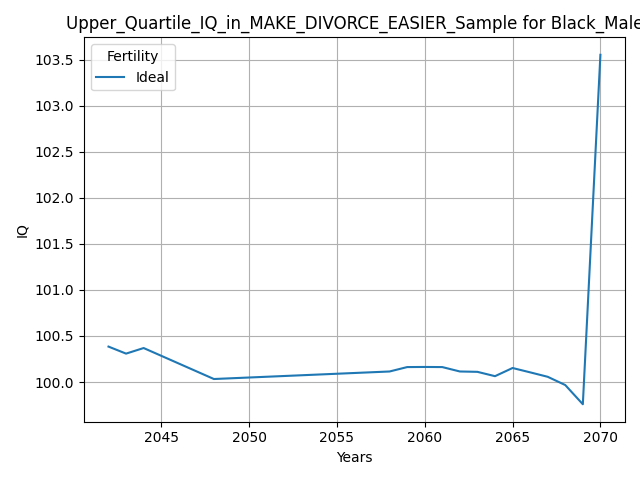 Upper_Quartile_IQ_in_MAKE_DIVORCE_EASIER_Sample for Black_Male
Fertility
Ideal
103.5
103.0
102.5
102.0
101.5
101.0
100.5
100.0
IQ
2045 2050 2055 2060 2065 2070
Years